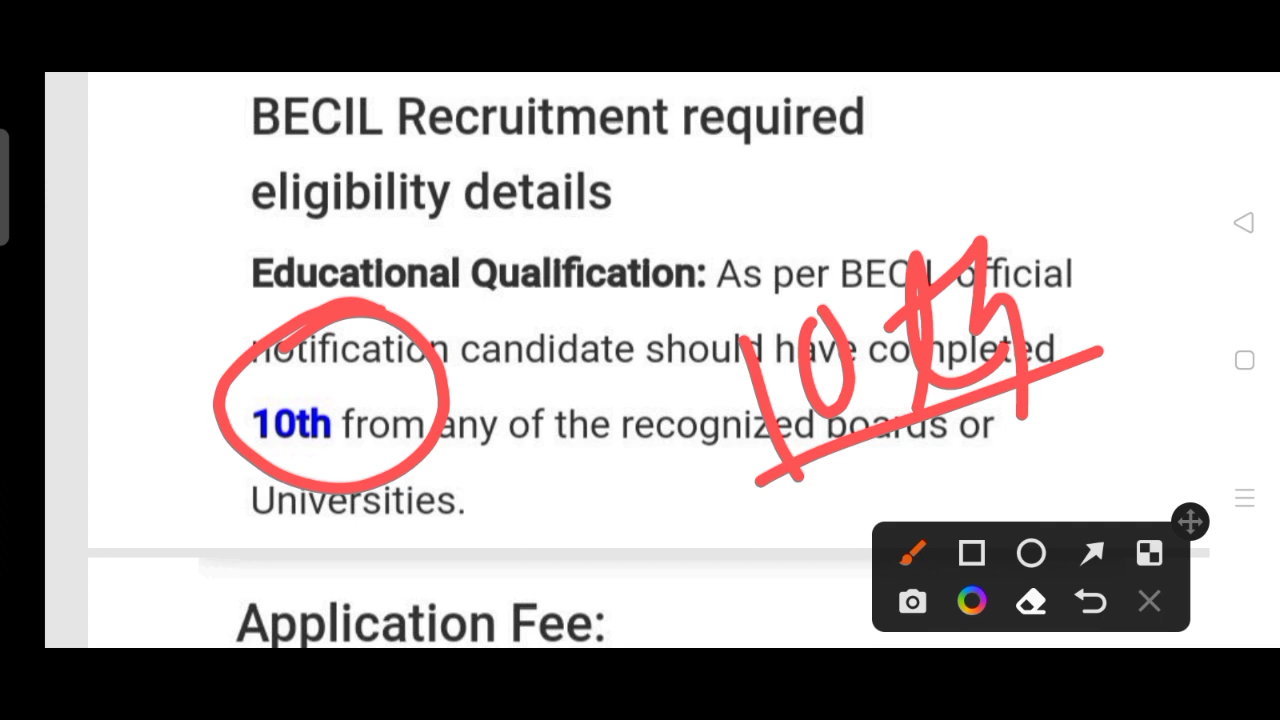 BECIL Recruitment required
eligibility details
Educational Qualification: As per BECIL official
notification candidate should have completed
10th from any of the recognized boards or
Universities.
10th
Application Fee: